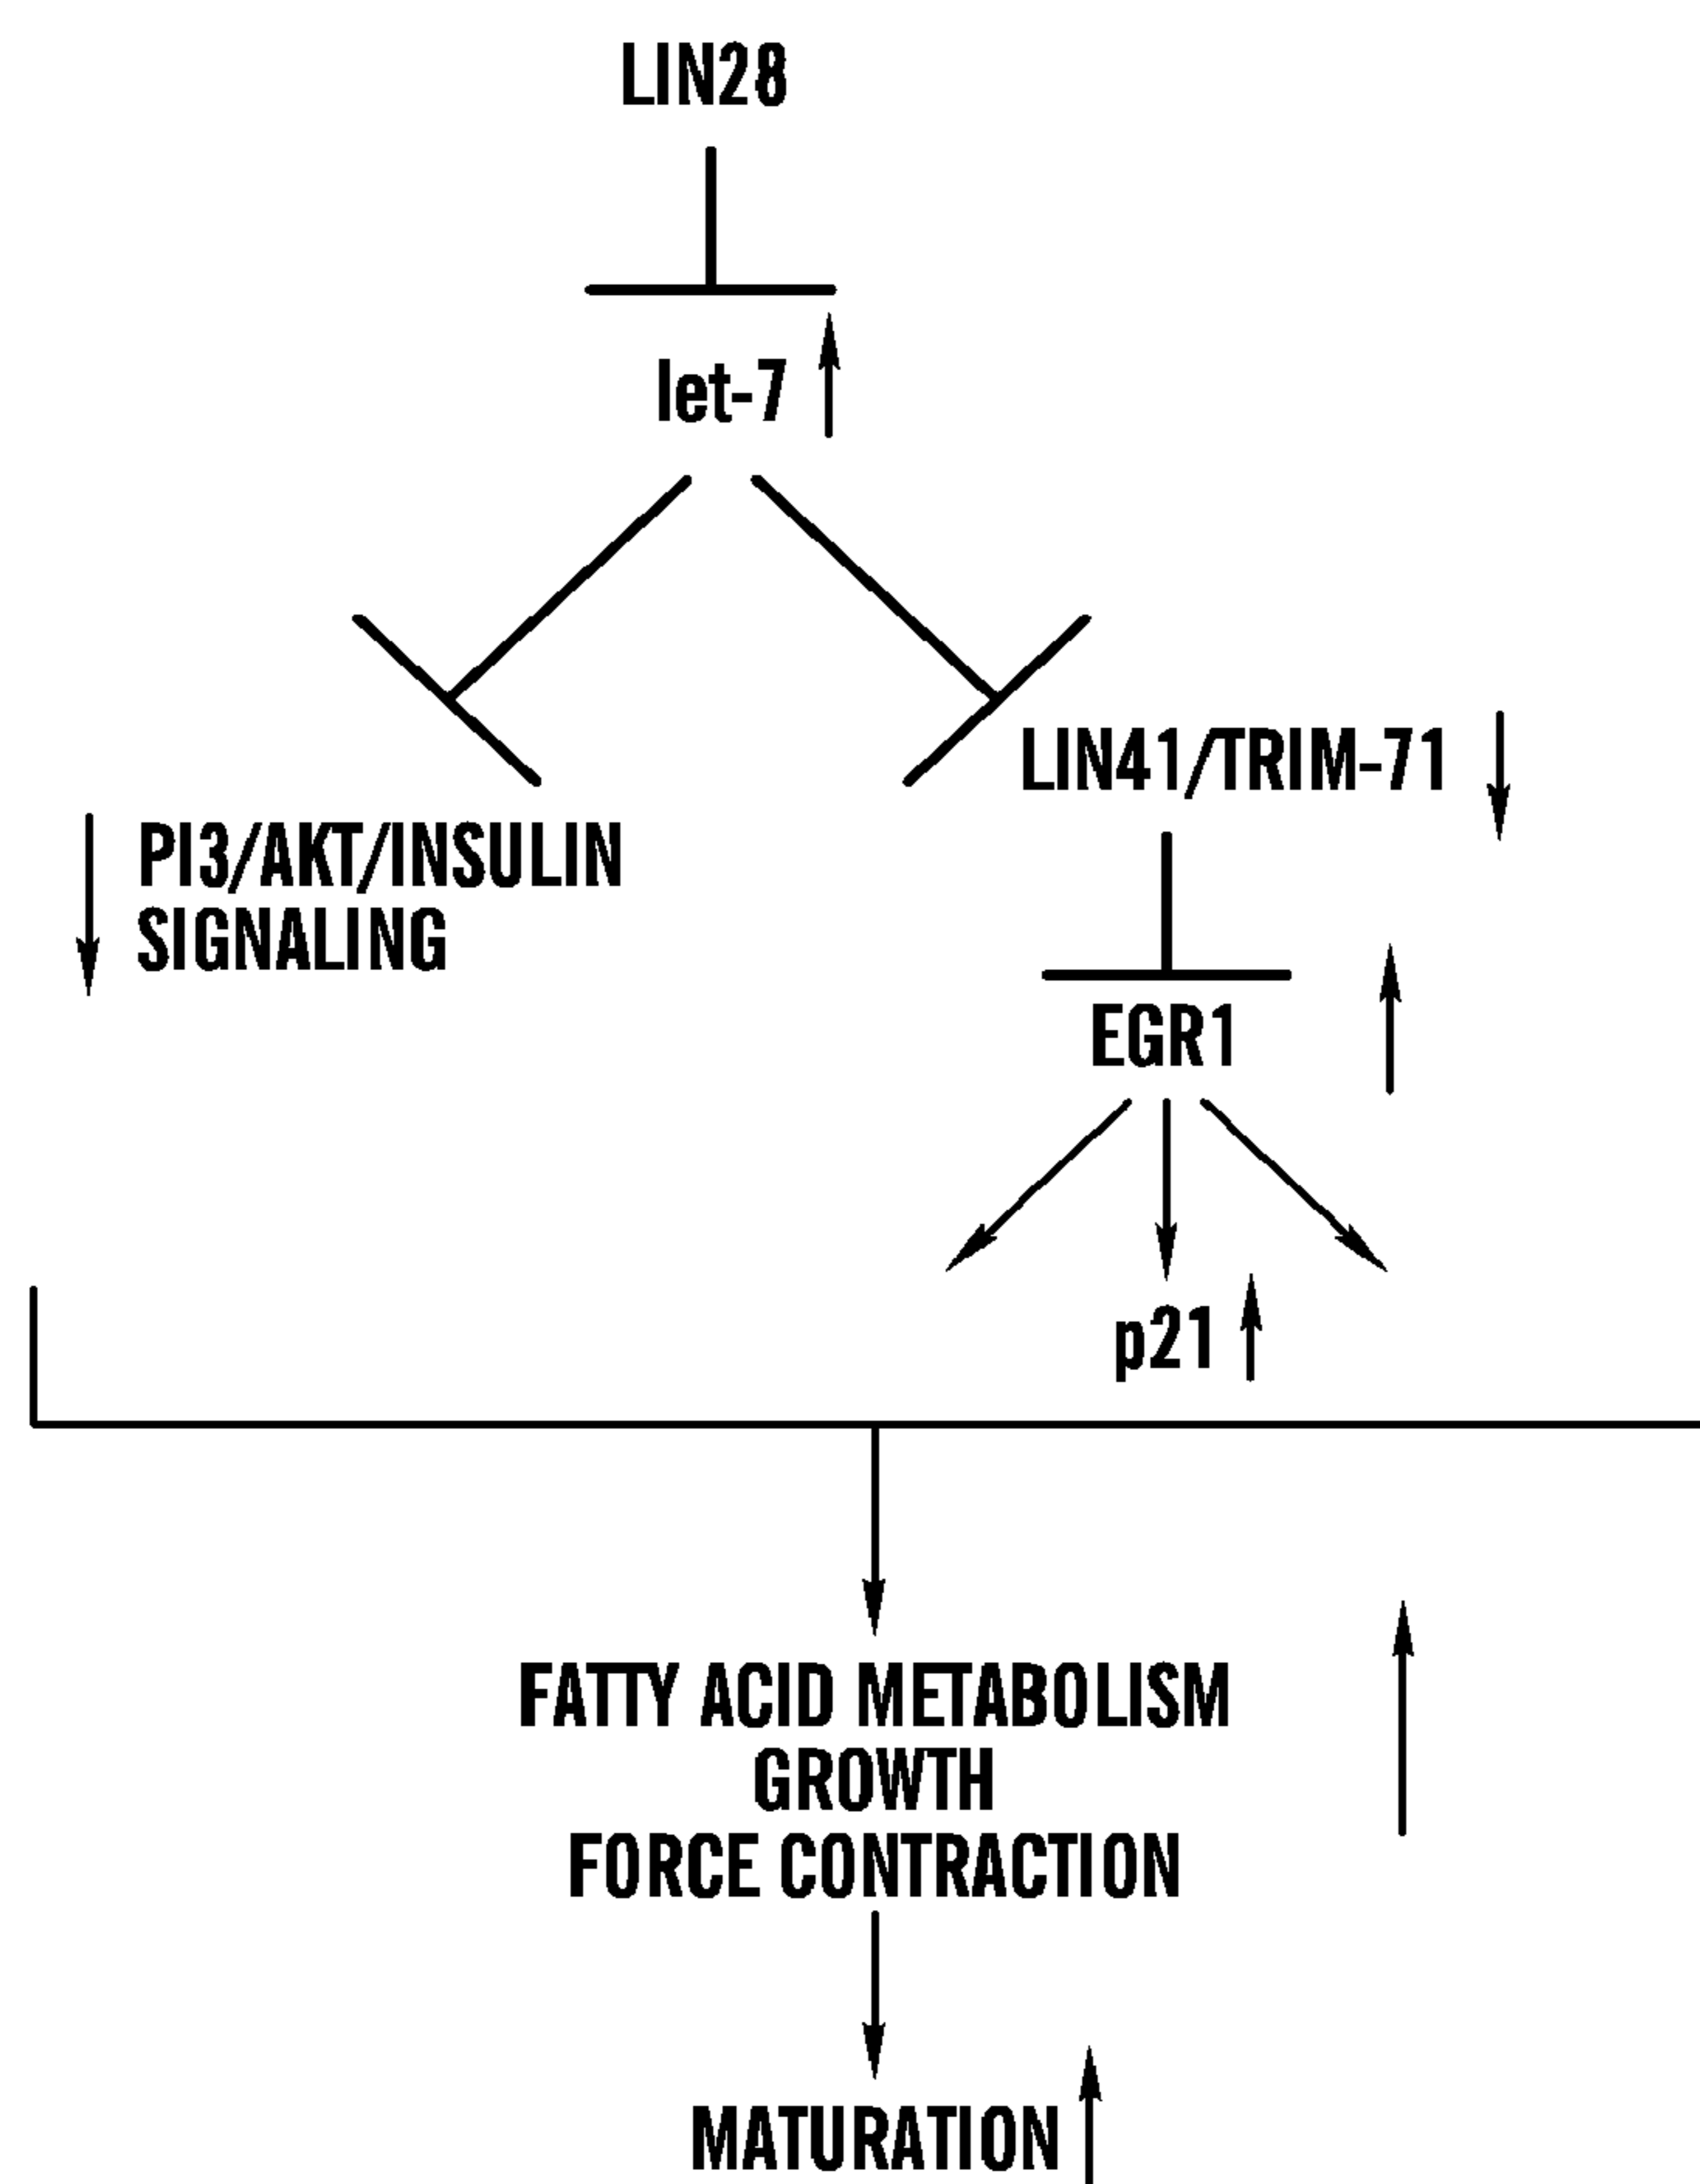 LIN28
let-7
LIN41/TRIM-71
PI3/AKT/INSULIN
SIGNALING
EGR1
p21
FATTY ACID METABOLISM
GROWTH
FORCE CONTRACTION
MATURATION